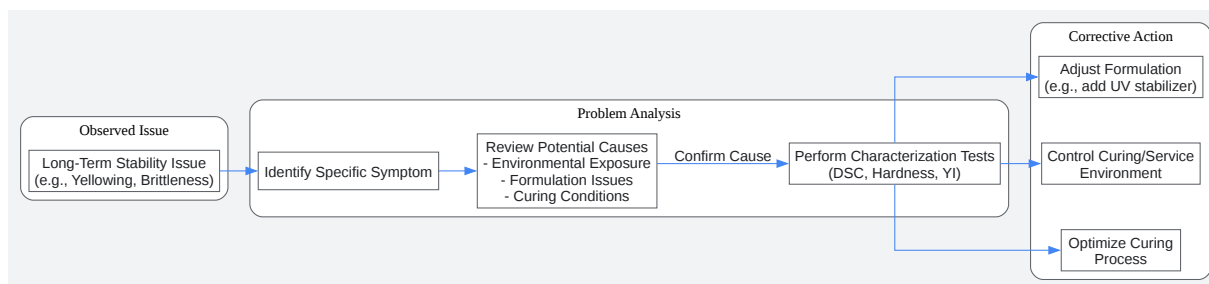 Observed Issue
Long-Term Stability Issue
(e.g., Yellowing, Brittleness)
Problem Analysis
Identify Specific Symptom
Review Potential Causes
- Environmental Exposure
- Formulation Issues
- Curing Conditions
Confirm Cause
Perform Characterization Tests
(DSC, Hardness, YI)
Corrective Action
Adjust Formulation
(e.g., add UV stabilizer)
Control Curing/Service
Environment
Optimize Curing
Process